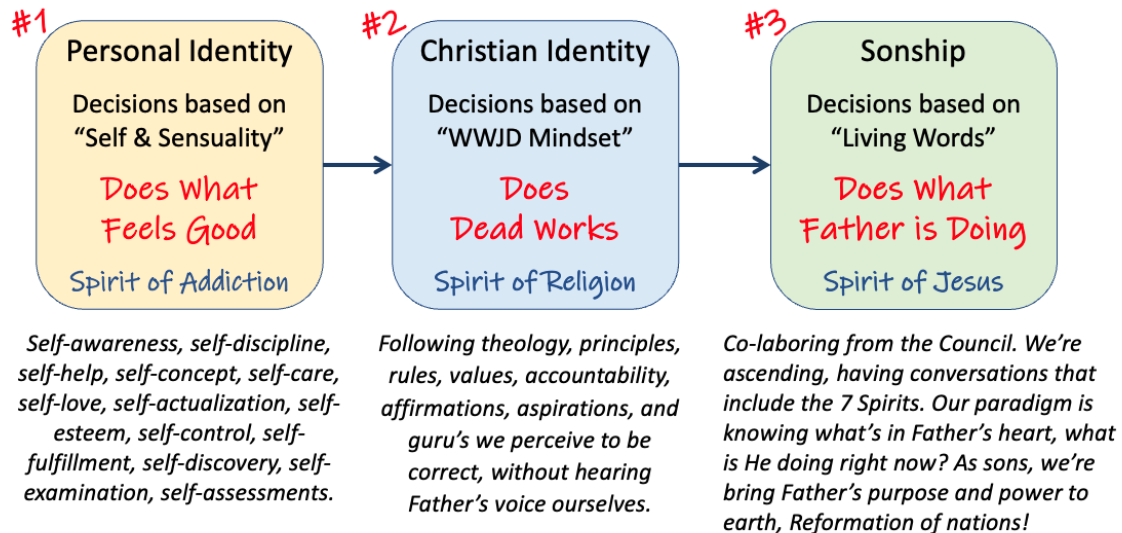 #1
Personal Identity
Decisions based on
“Self & Sensuality”
Does What
Feels Good
Spirit of Addiction
Self-awareness, self-discipline,
self-help, self-concept, self-care,
self-love, self-actualization, self-
esteem, self-control, self-
fulfillment, self-discovery, self-
examination, self-assessments.
#2
Christian Identity
Decisions based on
“WWJD Mindset”
Does
Dead Works
Spirit of Religion
Following theology, principles,
rules, values, accountability,
affirmations, aspirations, and
guru’s we perceive to be
correct, without hearing
Father’s voice ourselves.
#3
Sonship
Decisions based on
“Living Words”
Does What
Father is Doing
Spirit of Jesus
Co-laboring from the Council. We’re
ascending, having conversations that
include the 7 Spirits. Our paradigm is
knowing what’s in Father’s heart, what
is He doing right now? As sons, we’re
bring Father’s purpose and power to
earth, Reformation of nations!